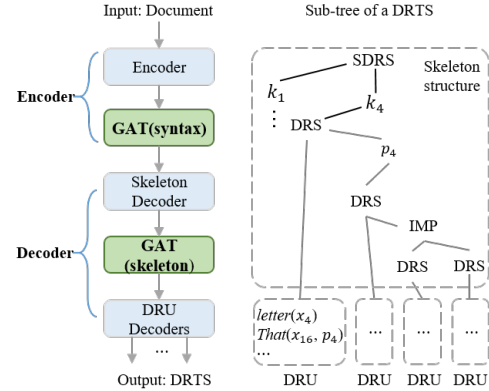 Input: Document
Encoder
Encoder
GAT(syntax)
Skeleton
Decoder
Decoder
GAT
(skeleton)
DRU
Decoders
...
Output: DRTS
Sub-tree of a DRTS
SDRS
Skeleton
structure
k1
k4
⋮
DRS
p4
DRS
IMP
DRS
DRS
letter(x4)
That(x16, p4)
...
...
...
...
DRU
DRU
DRU
DRU